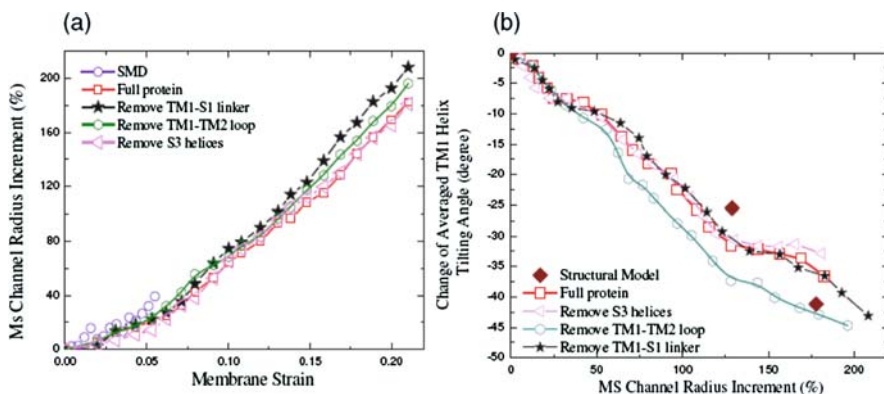 (a)
Ms Channel Radius Increment (%)
200
160
120
80
40
0
SMD
Full protein
Remove TM1-S1 linker
Remove TM1-TM2 loop
Remove S3 helices
0.00 0.05 0.10 0.15 0.20
Membrane Strain
(b)
Change of Averaged TM1 Helix
Tilting Angle (degree)
0
-5
-10
-15
-20
-25
-30
-35
-40
-45
-50
Structural Model
Full protein
Remove S3 helices
Remove TM1-TM2 loop
Remove TM1-S1 linker
0 50 100 150 200
MS Channel Radius Increment (%)